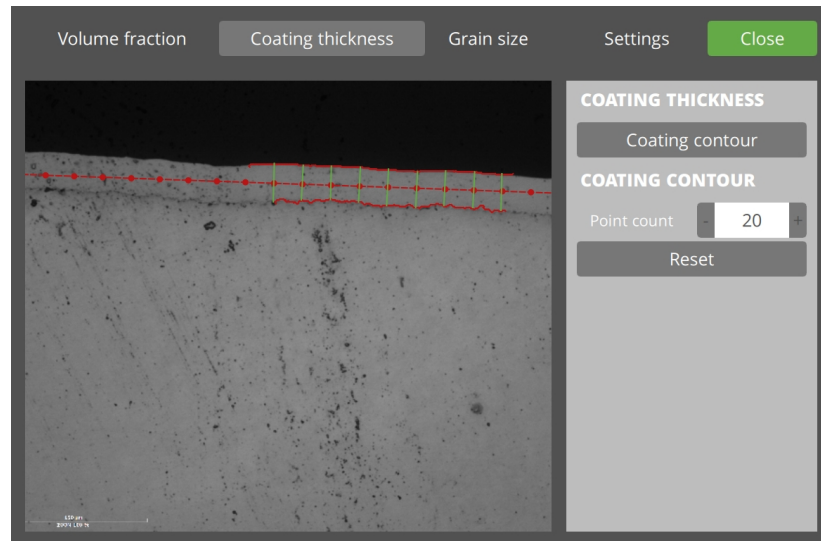 Volume fraction
Coating thickness
Grain size
Settings
Close
COATING THICKNESS
Coating contour
COATING CONTOUR
Point count - 20 +
Reset